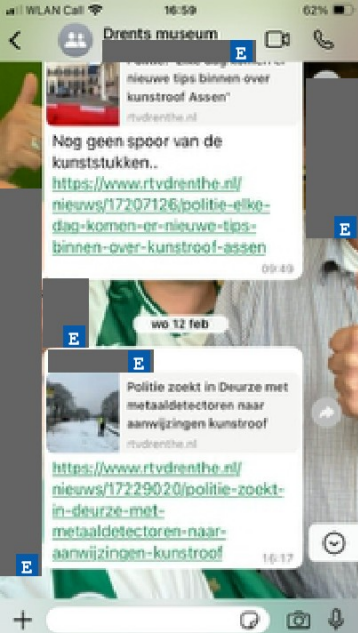 WLAN Call 16:59 62%
Drents museum
E
nieuwe tips binnen over
kunstroof Assen"
rtvdrenthe.nl
Nog geen spoor van de
kunststukken..
https://www.rtvdrenthe.nl/
nieuws/17207126/politie-elke-
dag-komen-er-nieuwe-tips-
binnen-over-kunstroof-assen
09:49
E
wo 12 feb
E
E
Politie zoekt in Deurze met
metaaldetectoren naar
aanwijzingen kunstroof
rtvdrenthe.nl
https://www.rtvdrenthe.nl/
nieuws/17229020/politie-zoekt-
in-deurze-met-
metaaldetectoren-naar-
aanwijzingen-kunstroof
16:17
E